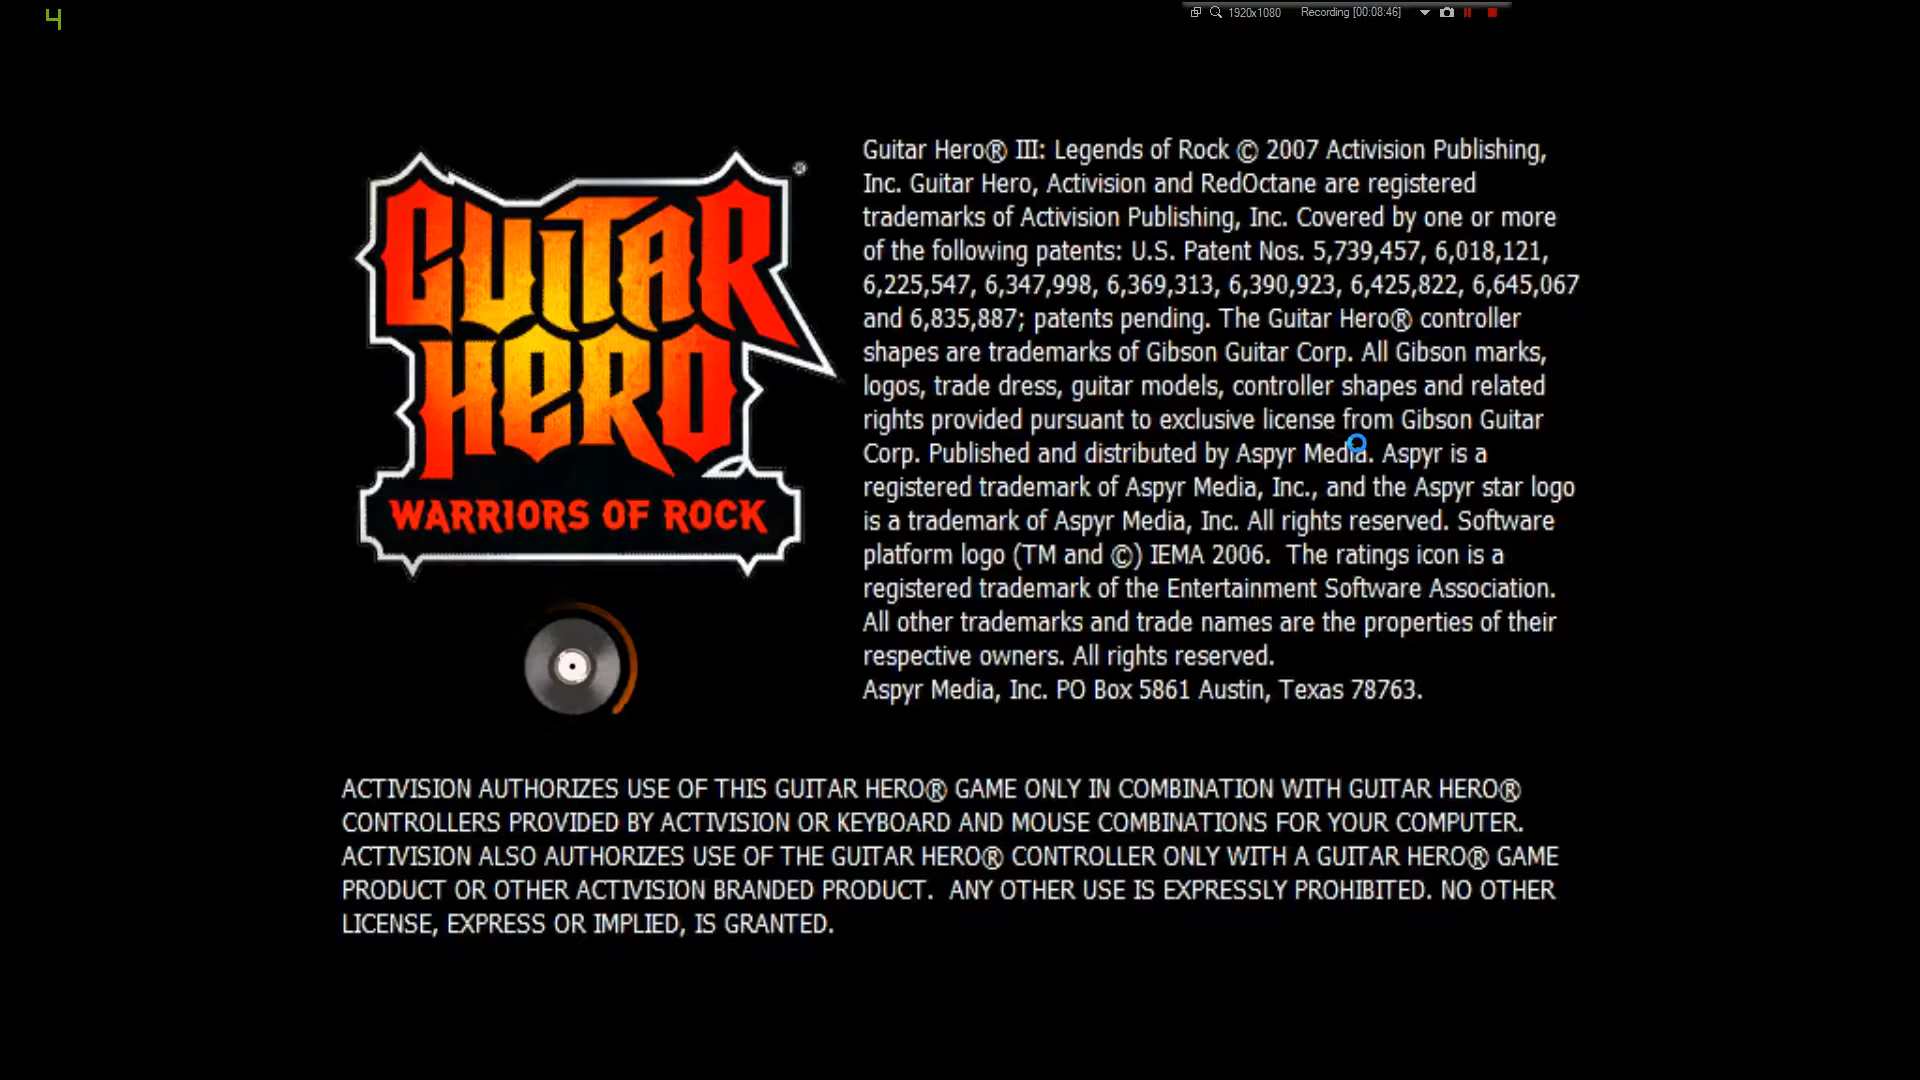 4
1920x1080 Recording [00:08:46]
GUITAR HERO®
WARRIORS OF ROCK
Guitar Hero® III: Legends of Rock © 2007 Activision Publishing,
Inc. Guitar Hero, Activision and RedOctane are registered
trademarks of Activision Publishing, Inc. Covered by one or more
of the following patents: U.S. Patent Nos. 5,739,457, 6,018,121,
6,225,547, 6,347,998, 6,369,313, 6,390,923, 6,425,822, 6,645,067
and 6,835,887; patents pending. The Guitar Hero® controller
shapes are trademarks of Gibson Guitar Corp. All Gibson marks,
logos, trade dress, guitar models, controller shapes and related
rights provided pursuant to exclusive license from Gibson Guitar
Corp. Published and distributed by Aspyr Media. Aspyr is a
registered trademark of Aspyr Media, Inc., and the Aspyr star logo
is a trademark of Aspyr Media, Inc. All rights reserved. Software
platform logo (TM and ©) IEMA 2006. The ratings icon is a
registered trademark of the Entertainment Software Association.
All other trademarks and trade names are the properties of their
respective owners. All rights reserved.
Aspyr Media, Inc. PO Box 5861 Austin, Texas 78763.
ACTIVISION AUTHORIZES USE OF THIS GUITAR HERO® GAME ONLY IN COMBINATION WITH GUITAR HERO®
CONTROLLERS PROVIDED BY ACTIVISION OR KEYBOARD AND MOUSE COMBINATIONS FOR YOUR COMPUTER.
ACTIVISION ALSO AUTHORIZES USE OF THE GUITAR HERO® CONTROLLER ONLY WITH A GUITAR HERO® GAME
PRODUCT OR OTHER ACTIVISION BRANDED PRODUCT. ANY OTHER USE IS EXPRESSLY PROHIBITED. NO OTHER
LICENSE, EXPRESS OR IMPLIED, IS GRANTED.